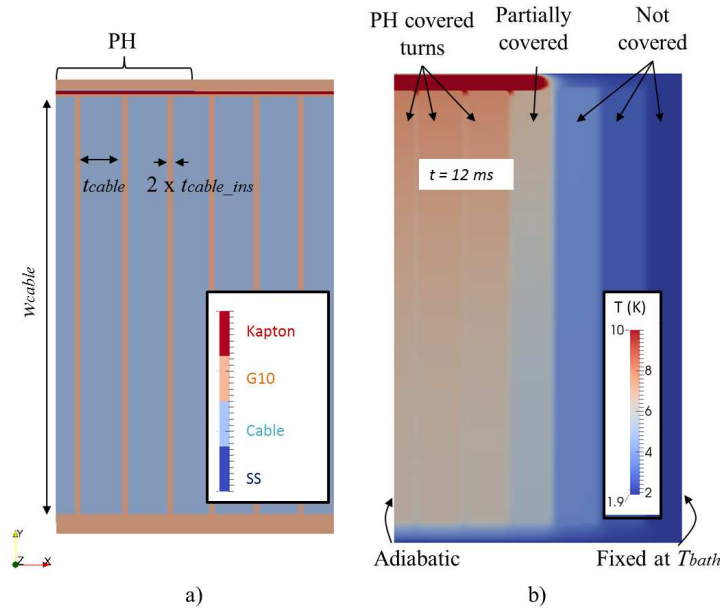 PH
tcable
2 x tcable_ins
wcable
Kapton
G10
Cable
SS
Y
Z
X
a)
PH covered
turns
Partially
covered
Not
covered
t = 12 ms
T (K)
10
8
6
4
2
1.9
Adiabatic
Fixed at Tbath
b)